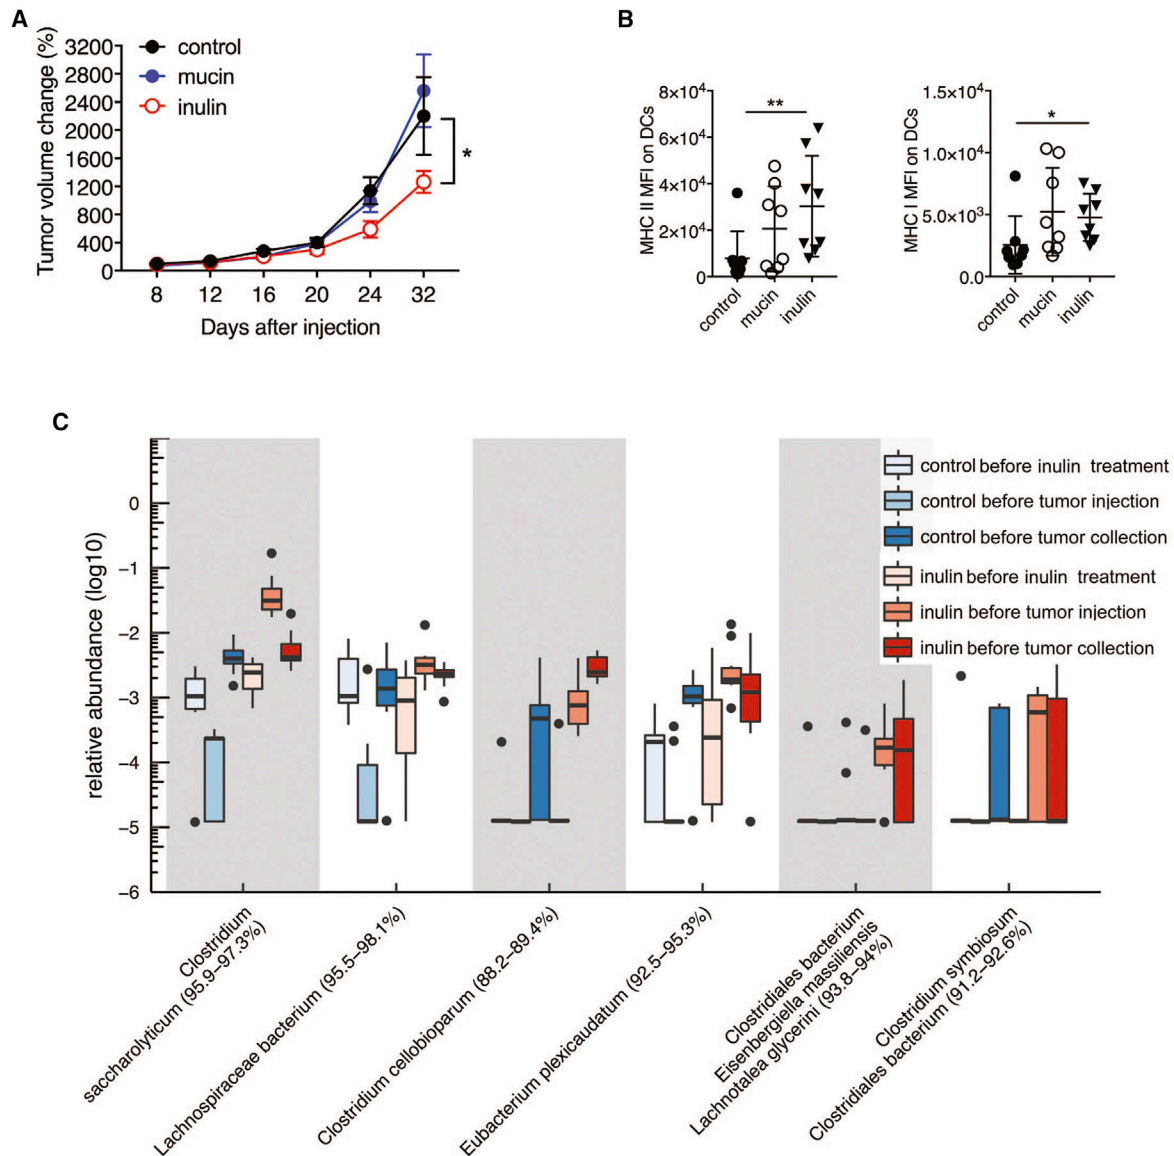 A
Tumor volume change (%)
3200
2800
2400
2000
1600
1200
800
400
0
control
mucin
inulin
*
8 12 16 20 24 32
Days after injection
B
MHC II MFI on DCs
8×10⁴
6×10⁴
4×10⁴
2×10⁴
0
**
control
mucin
inulin
MHC I MFI on DCs
1.5×10⁴
1.0×10⁴
5.0×10³
0.0
*
control
mucin
inulin
C
relative abundance (log10)
0
−1
−2
−3
−4
−5
−6
control before inulin treatment
control before tumor injection
control before tumor collection
inulin before inulin treatment
inulin before tumor injection
inulin before tumor collection
Clostridium
saccharolyticum (95.9–97.3%)
Lachnospiraceae bacterium (95.5–98.1%)
Clostridium cellobioparum (88.2–89.4%)
Eubacterium plexicaudatum (92.5–95.3%)
Clostridiales bacterium
Eisenbergiella massiliensis
Lachnotalea glycerini (93.8–94%)
Clostridium symbiosum
Clostridiales bacterium (91.2–92.6%)